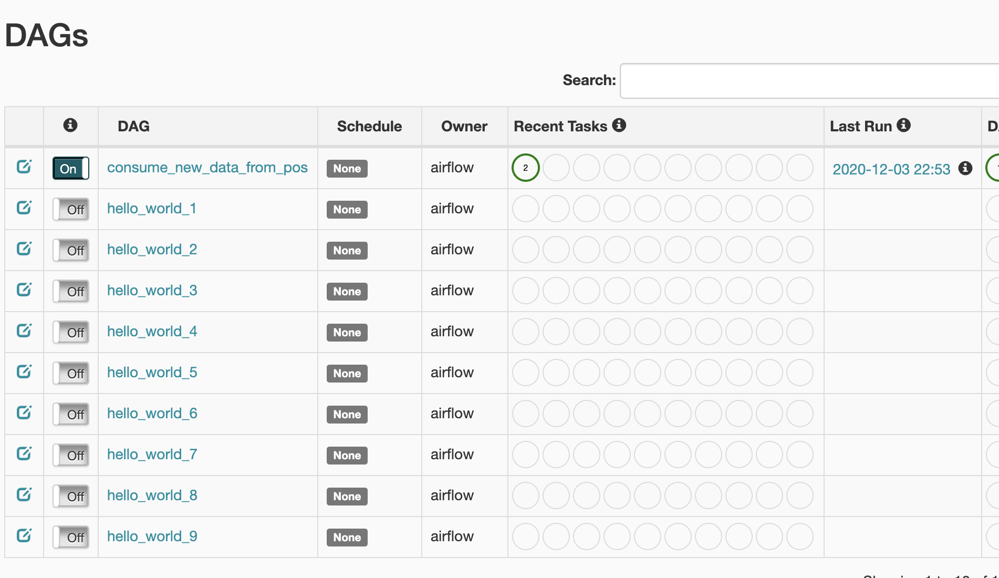 DAGs
Search:
DAG Schedule Owner Recent Tasks Last Run
On consume_new_data_from_pos None airflow 2 2020-12-03 22:53
Off hello_world_1 None airflow
Off hello_world_2 None airflow
Off hello_world_3 None airflow
Off hello_world_4 None airflow
Off hello_world_5 None airflow
Off hello_world_6 None airflow
Off hello_world_7 None airflow
Off hello_world_8 None airflow
Off hello_world_9 None airflow